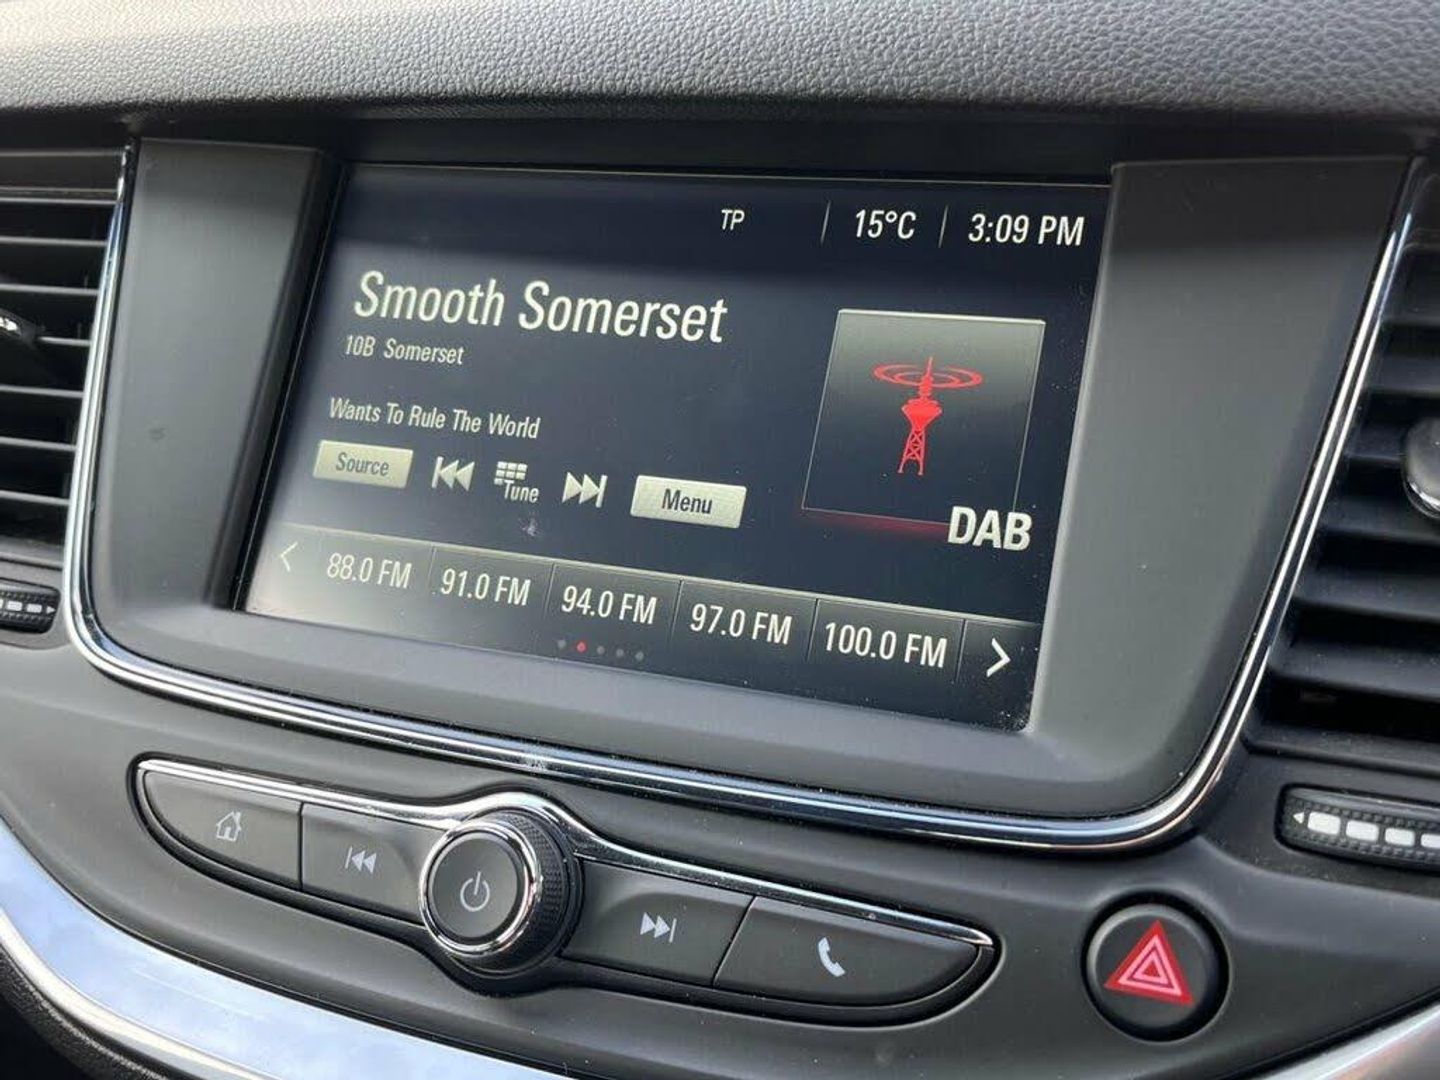 TP 15°C 3:09 PM
Smooth Somerset
10B Somerset
Wants To Rule The World
Source Tune Menu
DAB
88.0 FM 91.0 FM 94.0 FM 97.0 FM 100.0 FM